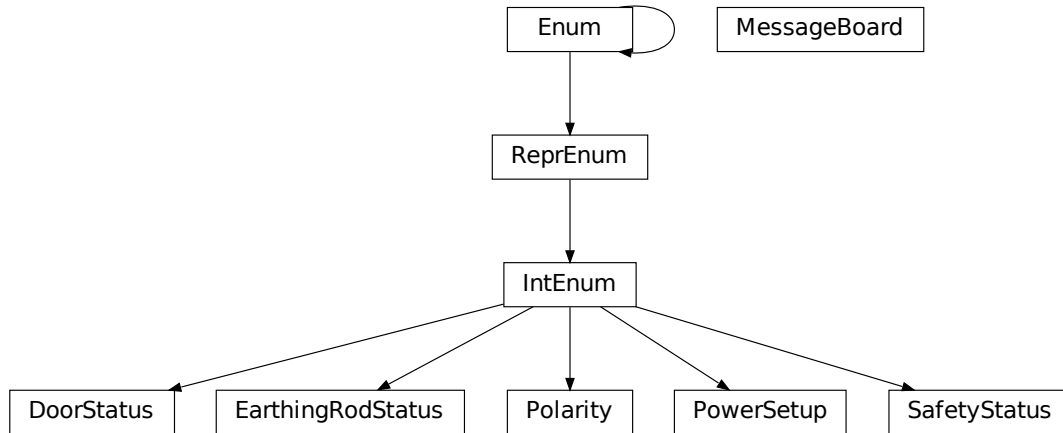 Enum
MessageBoard
ReprEnum
IntEnum
DoorStatus
EarthingRodStatus
Polarity
PowerSetup
SafetyStatus